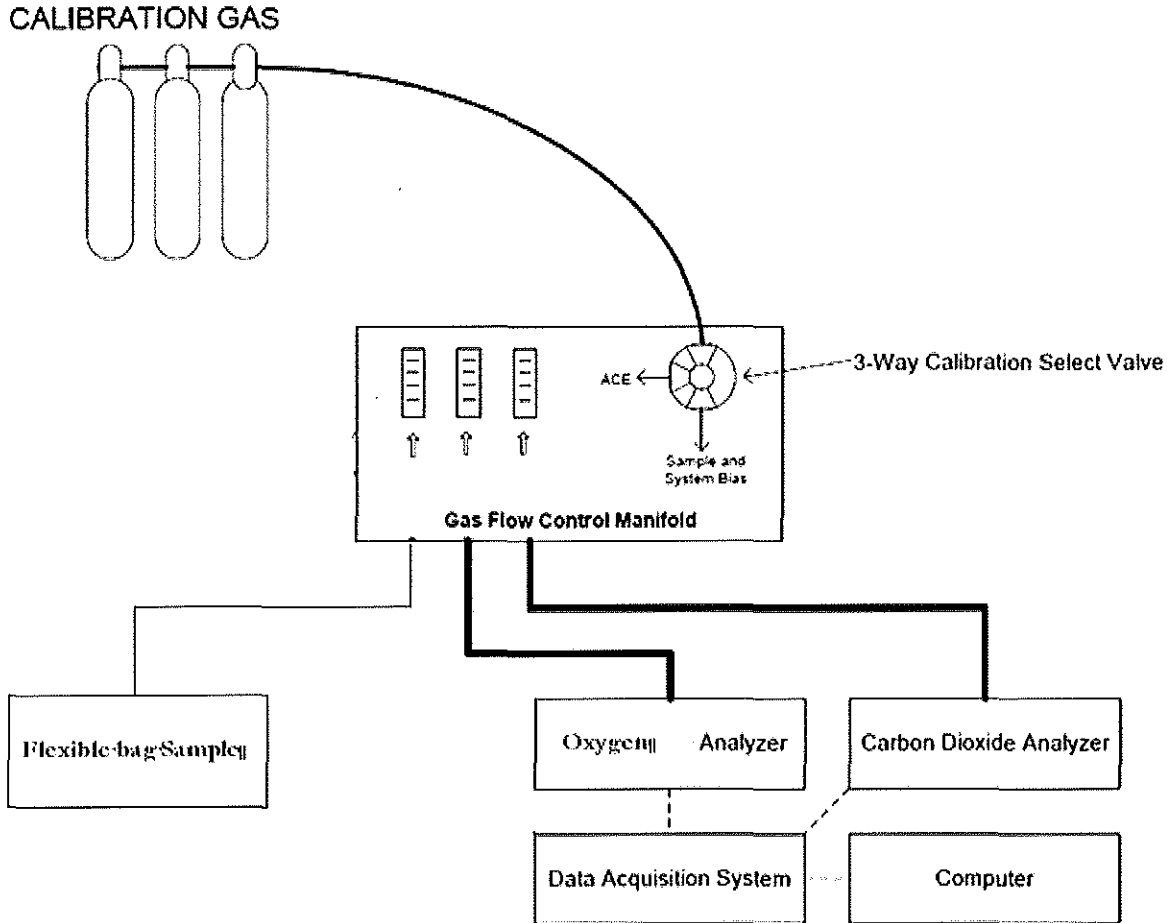 CALIBRATION GAS
3-Way Calibration Select Valve
ACE
Sample and
System Bias
Gas Flow Control Manifold
Flexible·bag·Sample¶
Oxygen¶ Analyzer
Carbon Dioxide Analyzer
Data Acquisition System
Computer